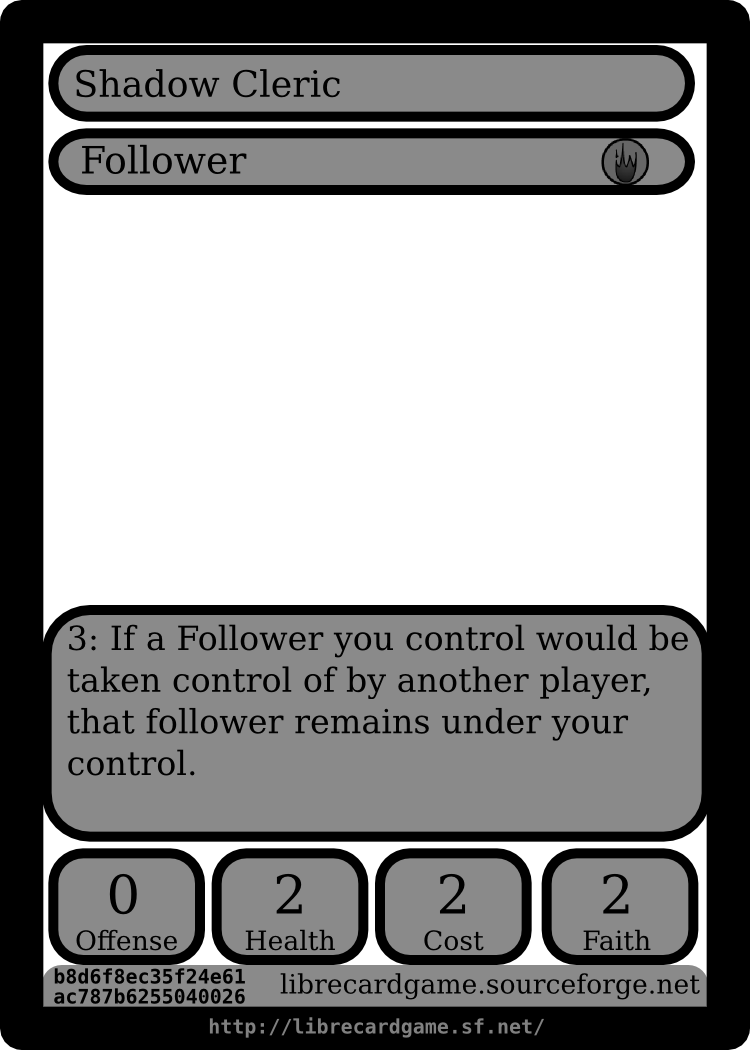 Shadow Cleric
Follower
3: If a Follower you control would be
taken control of by another player,
that follower remains under your
control.
0
Offense
2
Health
2
Cost
2
Faith
b8d6f8ec35f24e61
ac787b6255040026
librecardgame.sourceforge.net
http://librecardgame.sf.net/